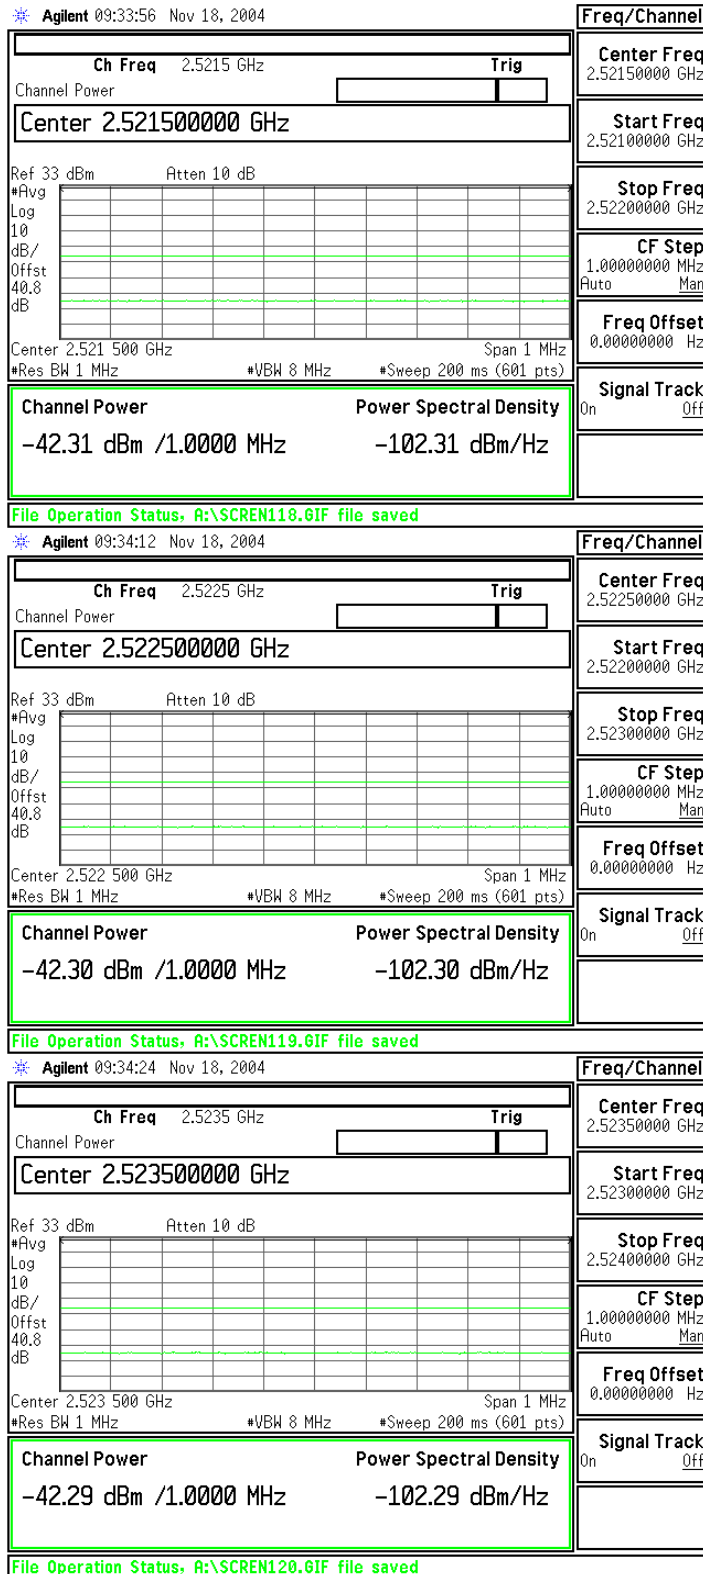 Agilent 09:33:56 Nov 18, 2004
Freq/Channel
Ch Freq 2.5215 GHz Trig
Channel Power
Center 2.521500000 GHz
Ref 33 dBm Atten 10 dB
#Avg
Log
10
dB/
Offst
40.8
dB
Center 2.521 500 GHz Span 1 MHz
#Res BW 1 MHz #VBW 8 MHz #Sweep 200 ms (601 pts)
Channel Power Power Spectral Density
-42.31 dBm /1.0000 MHz -102.31 dBm/Hz
File Operation Status, A:\SCREN118.GIF file saved
Center Freq
2.52150000 GHz
Start Freq
2.52100000 GHz
Stop Freq
2.52200000 GHz
CF Step
1.00000000 MHz
Auto Man
Freq Offset
0.00000000 Hz
Signal Track
On Off
Agilent 09:34:12 Nov 18, 2004
Freq/Channel
Ch Freq 2.5225 GHz Trig
Channel Power
Center 2.522500000 GHz
Ref 33 dBm Atten 10 dB
#Avg
Log
10
dB/
Offst
40.8
dB
Center 2.522 500 GHz Span 1 MHz
#Res BW 1 MHz #VBW 8 MHz #Sweep 200 ms (601 pts)
Channel Power Power Spectral Density
-42.30 dBm /1.0000 MHz -102.30 dBm/Hz
File Operation Status, A:\SCREN119.GIF file saved
Center Freq
2.52250000 GHz
Start Freq
2.52200000 GHz
Stop Freq
2.52300000 GHz
CF Step
1.00000000 MHz
Auto Man
Freq Offset
0.00000000 Hz
Signal Track
On Off
Agilent 09:34:24 Nov 18, 2004
Freq/Channel
Ch Freq 2.5235 GHz Trig
Channel Power
Center 2.523500000 GHz
Ref 33 dBm Atten 10 dB
#Avg
Log
10
dB/
Offst
40.8
dB
Center 2.523 500 GHz Span 1 MHz
#Res BW 1 MHz #VBW 8 MHz #Sweep 200 ms (601 pts)
Channel Power Power Spectral Density
-42.29 dBm /1.0000 MHz -102.29 dBm/Hz
File Operation Status, A:\SCREN120.GIF file saved
Center Freq
2.52350000 GHz
Start Freq
2.52300000 GHz
Stop Freq
2.52400000 GHz
CF Step
1.00000000 MHz
Auto Man
Freq Offset
0.00000000 Hz
Signal Track
On Off